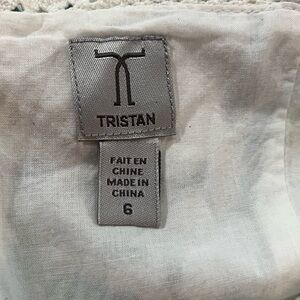 TRISTAN
FAIT EN
CHINE
MADE IN
CHINA
6